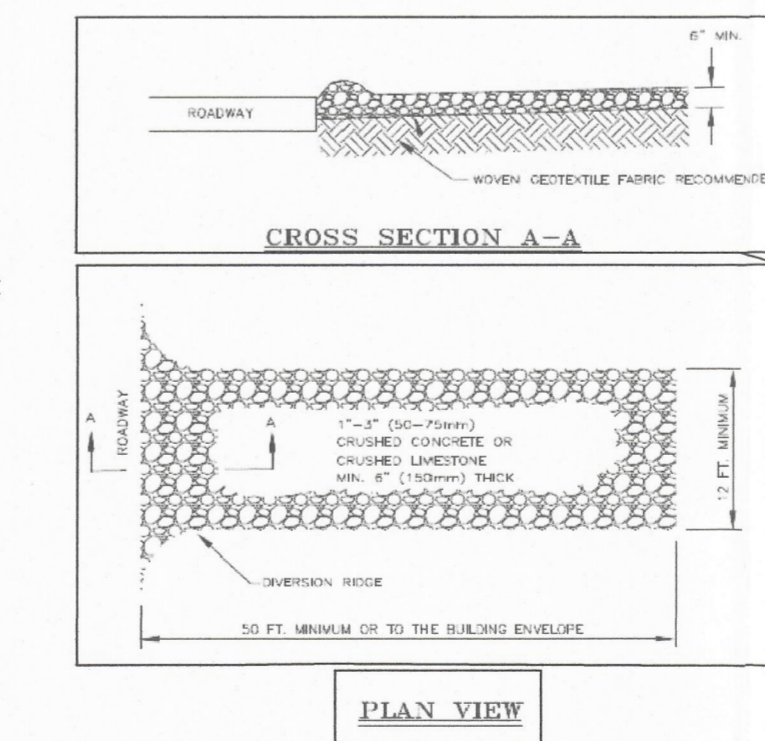 6" MIN.
ROADWAY
WOVEN GEOTEXTILE FABRIC RECOMMENDE
CROSS SECTION A-A
A
ROADWAY
A
1"-3" (50-75mm)
CRUSHED CONCRETE OR
CRUSHED LIMESTONE
MIN. 6" (150mm) THICK
12 FT. MINIMUM
DIVERSION RIDGE
50 FT. MINIMUM OR TO THE BUILDING ENVELOPE
PLAN VIEW